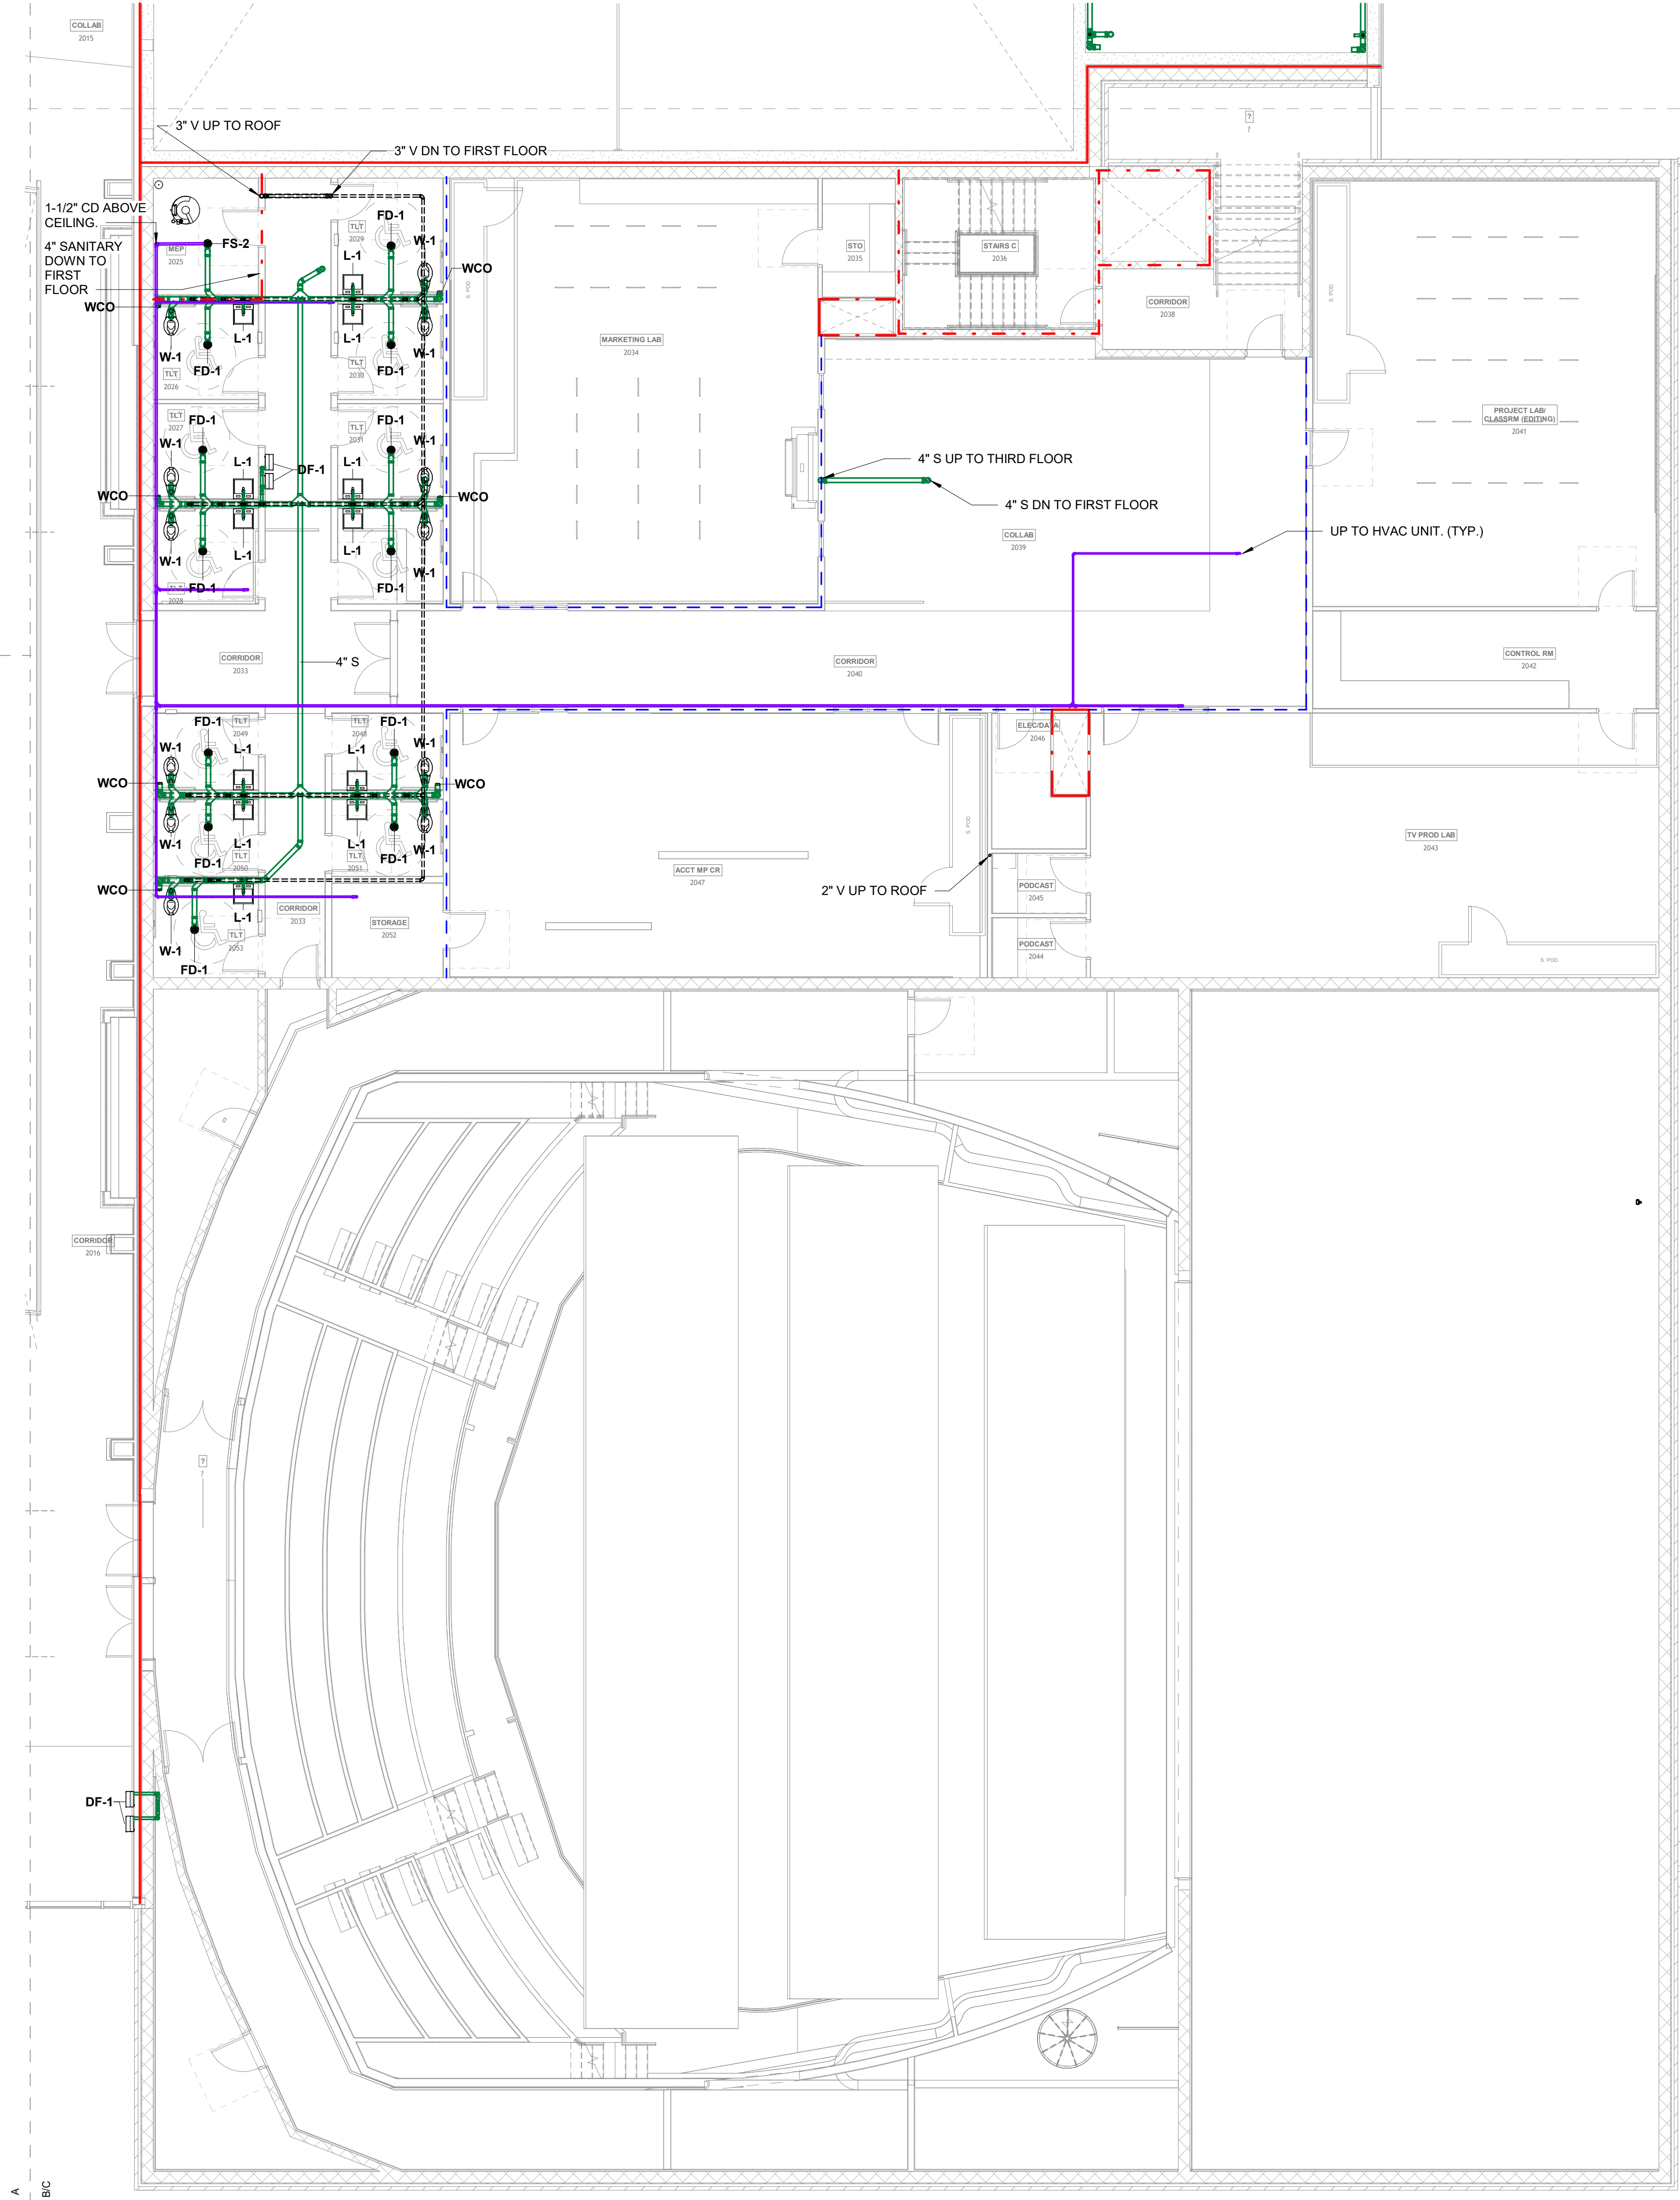 COLLAB
2015
3" V UP TO ROOF
?
?
3" V DN TO FIRST FLOOR
1-1/2" CD ABOVE
CEILING.
4" SANITARY
DOWN TO
FIRST
FLOOR
MEP
2025
FS-2
FD-1
TLT
2029
W-1
L-1
WCO
WCO
S. POD
STO
2035
STAIRS C
2036
CORRIDOR
2038
S. POD
W-1
TLT
2026
FD-1
L-1
L-1
TLT
2030
FD-1
W-1
MARKETING LAB
2034
PROJECT LAB/
CLASSRM (EDITING)
2041
TLT
2027
FD-1
FD-1
TLT
2031
W-1
W-1
L-1
L-1
DF-1
WCO
WCO
4" S UP TO THIRD FLOOR
4" S DN TO FIRST FLOOR
COLLAB
2039
UP TO HVAC UNIT. (TYP.)
W-1
L-1
L-1
W-1
TLT
2028
FD-1
FD-1
CORRIDOR
2033
4" S
CORRIDOR
2040
CONTROL RM
2042
FD-1
TLT
2049
TLT
2048
FD-1
W-1
L-1
L-1
W-1
WCO
WCO
ELEC/DATA
2046
W-1
L-1
L-1
W-1
FD-1
TLT
2050
TLT
2051
FD-1
S. POD
TV PROD LAB
2043
ACCT MP CR
2047
WCO
2" V UP TO ROOF
PODCAST
2045
L-1
CORRIDOR
2033
STORAGE
2052
W-1
TLT
2053
FD-1
PODCAST
2044
S. POD
CORRIDOR
2016
?
?
DF-1
A
B/C